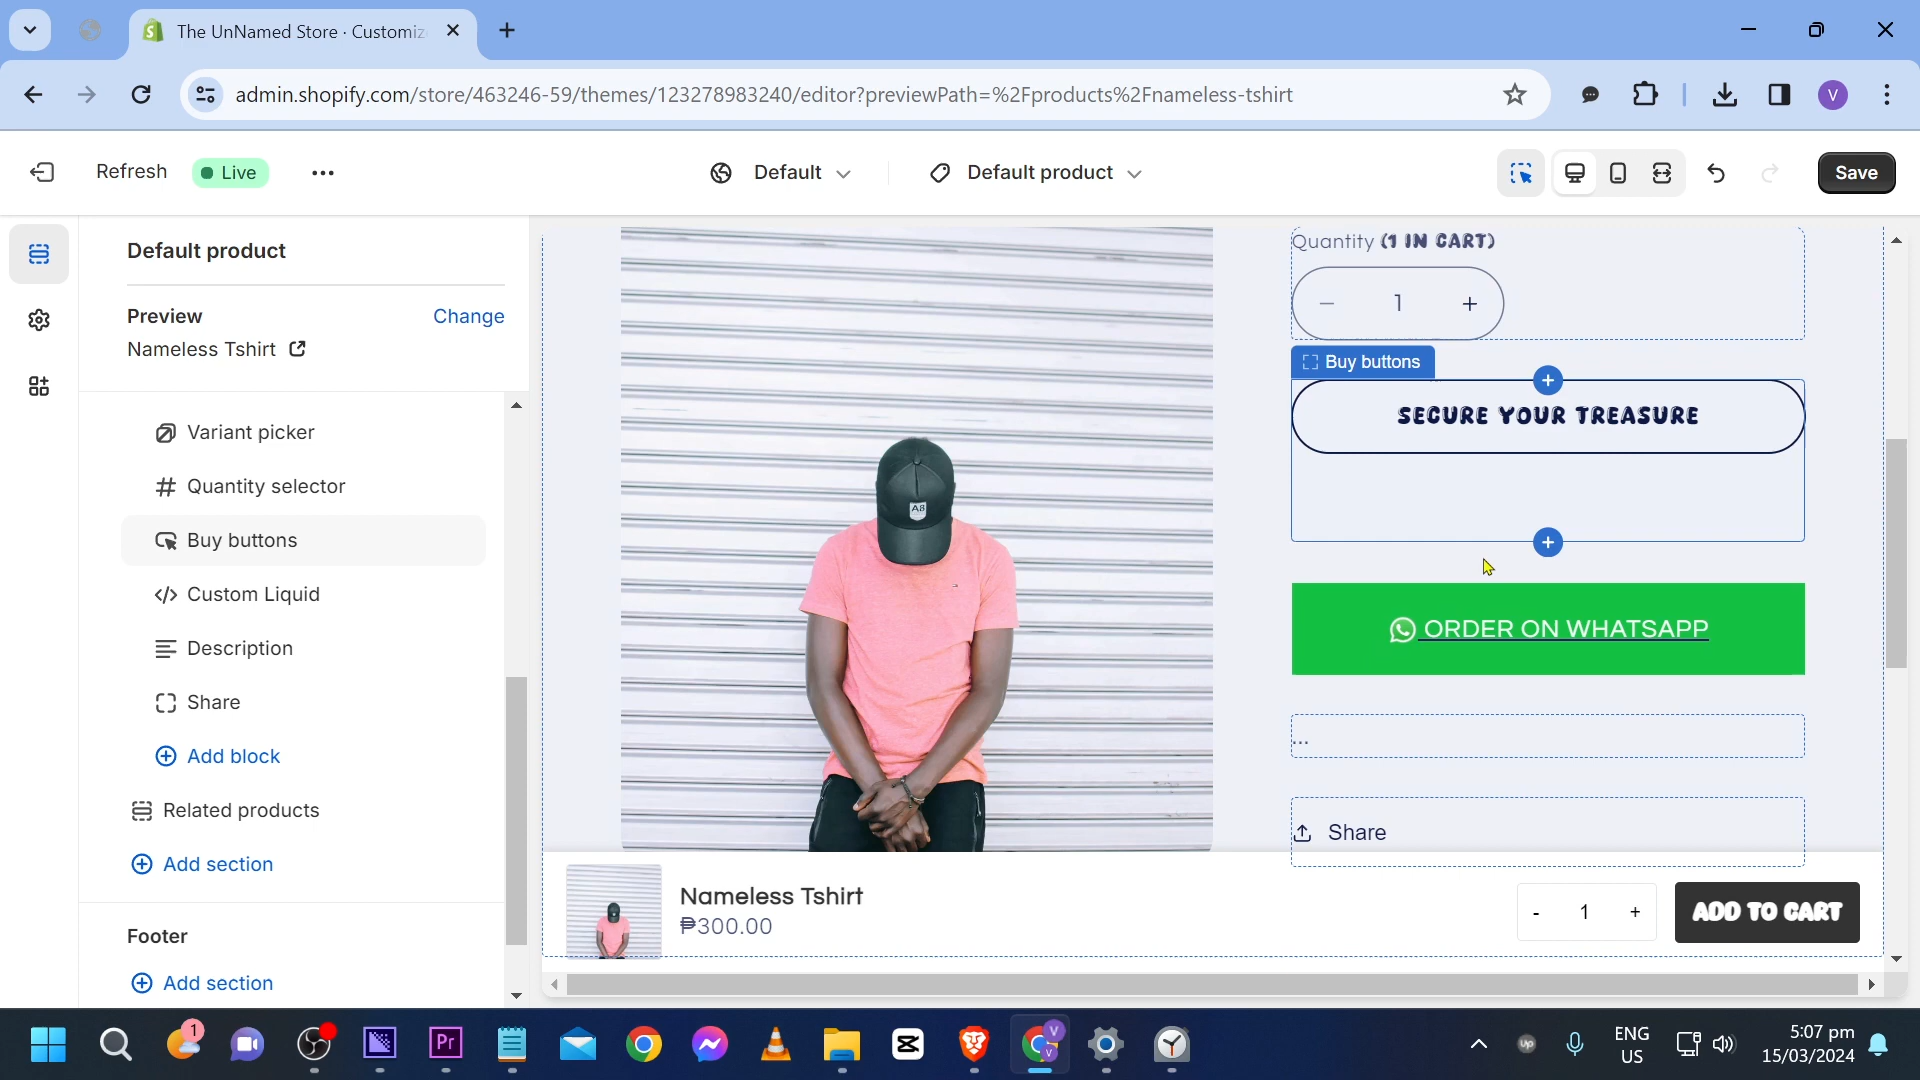 The UnNamed Store · Customiz
admin.shopify.com/store/463246-59/themes/123278983240/editor?previewPath=%2Fproducts%2Fnameless-tshirt
V
Refresh
Live
Default
Default product
Save
Default product
Preview
Change
Nameless Tshirt
Variant picker
Quantity selector
Buy buttons
Custom Liquid
Description
Share
Add block
Related products
Add section
Footer
Add section
Quantity (1 IN CART)
1
Buy buttons
SECURE YOUR TREASURE
A8
ORDER ON WHATSAPP
...
Share
Nameless Tshirt
₱300.00
- 1 +
ADD TO CART
1
Pr
V
V
up
ENG
US
5:07 pm
15/03/2024